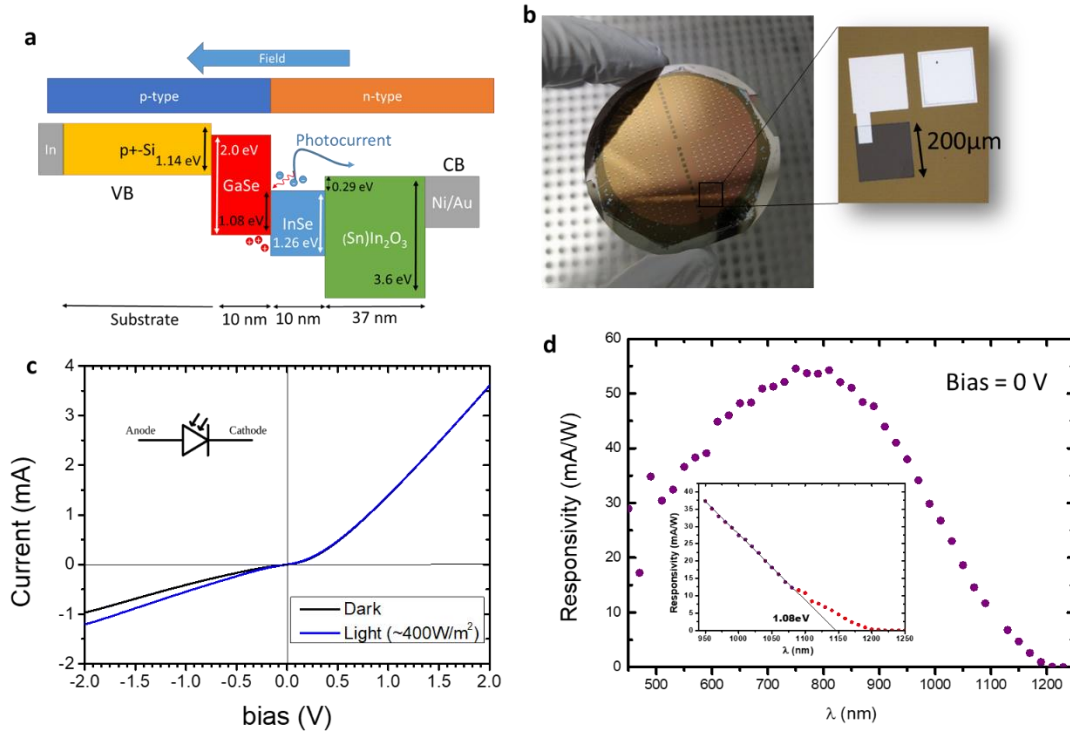 a
Field
p-type
n-type
In
p+-Si
1.14 eV
VB
2.0 eV
GaSe
1.08 eV
Photocurrent
InSe
1.26 eV
0.29 eV
CB
(Sn)In₂O₃
3.6 eV
Ni/Au
Substrate
10 nm
10 nm
37 nm
b
200μm
c
Current (mA)
4
3
2
1
0
-1
-2
Anode
Cathode
Dark
Light (~400W/m²)
-2.0 -1.5 -1.0 -0.5 0.0 0.5 1.0 1.5 2.0
bias (V)
d
Bias = 0 V
Responsivity (mA/W)
60
50
40
30
20
10
0
500 600 700 800 900 1000 1100 1200
λ (nm)
Responsivity (mA/W)
40
35
30
25
20
15
10
5
0
1.08eV
950 1000 1050 1100 1150 1200 1250
λ (nm)